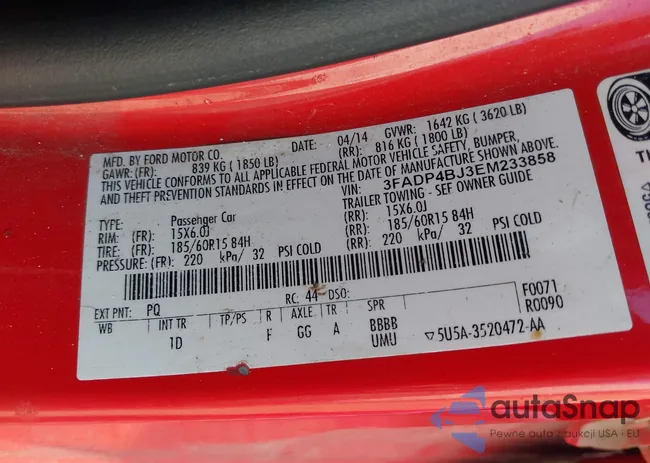 MFD. BY FORD MOTOR CO. DATE: 04/14 GVWR: 1642 KG ( 3620 LB)
GAWR: (FR): 839 KG ( 1850 LB) (RR): 816 KG ( 1800 LB)
THIS VEHICLE CONFORMS TO ALL APPLICABLE FEDERAL MOTOR VEHICLE SAFETY, BUMPER,
AND THEFT PREVENTION STANDARDS IN EFFECT ON THE DATE OF MANUFACTURE SHOWN ABOVE.
VIN: 3FADP4BJ3EM233858
TYPE: Passenger Car TRAILER TOWING - SEE OWNER GUIDE
RIM: (FR): 15X6.0J (RR): 15X6.0J
TIRE: (FR): 185/60R15 84H (RR): 185/60R15 84H
PRESSURE: (FR): 220 kPa/ 32 PSI COLD (RR): 220 kPa/ 32 PSI COLD
EXT PNT: PQ RC: 44 DSO: F0071
WB INT TR TP/PS R AXLE TR SPR R0090
1D F GG A BBBB
UMU ▽5U5A-3520472-AA
autoSnap
Pewne auto z aukcji USA · EU